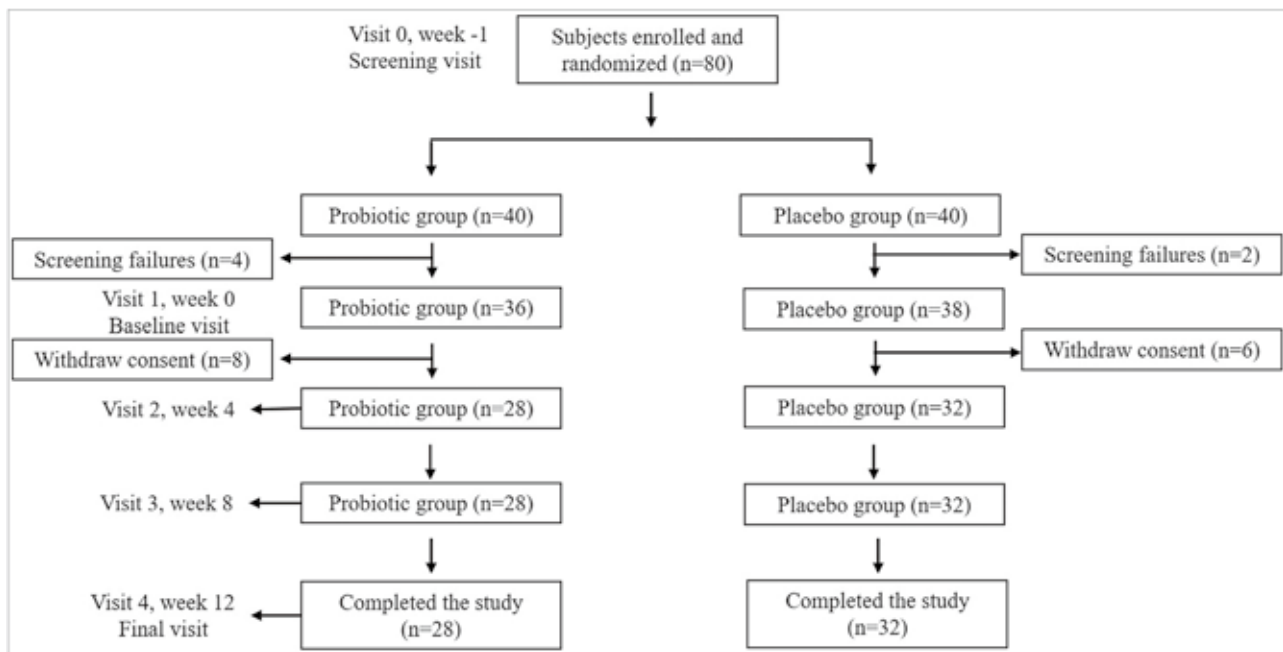 Visit 0, week -1
Screening visit
Subjects enrolled and
randomized (n=80)
Probiotic group (n=40)
Placebo group (n=40)
Screening failures (n=4)
Screening failures (n=2)
Visit 1, week 0
Baseline visit
Probiotic group (n=36)
Placebo group (n=38)
Withdraw consent (n=8)
Withdraw consent (n=6)
Visit 2, week 4
Probiotic group (n=28)
Placebo group (n=32)
Visit 3, week 8
Probiotic group (n=28)
Placebo group (n=32)
Visit 4, week 12
Final visit
Completed the study
(n=28)
Completed the study
(n=32)